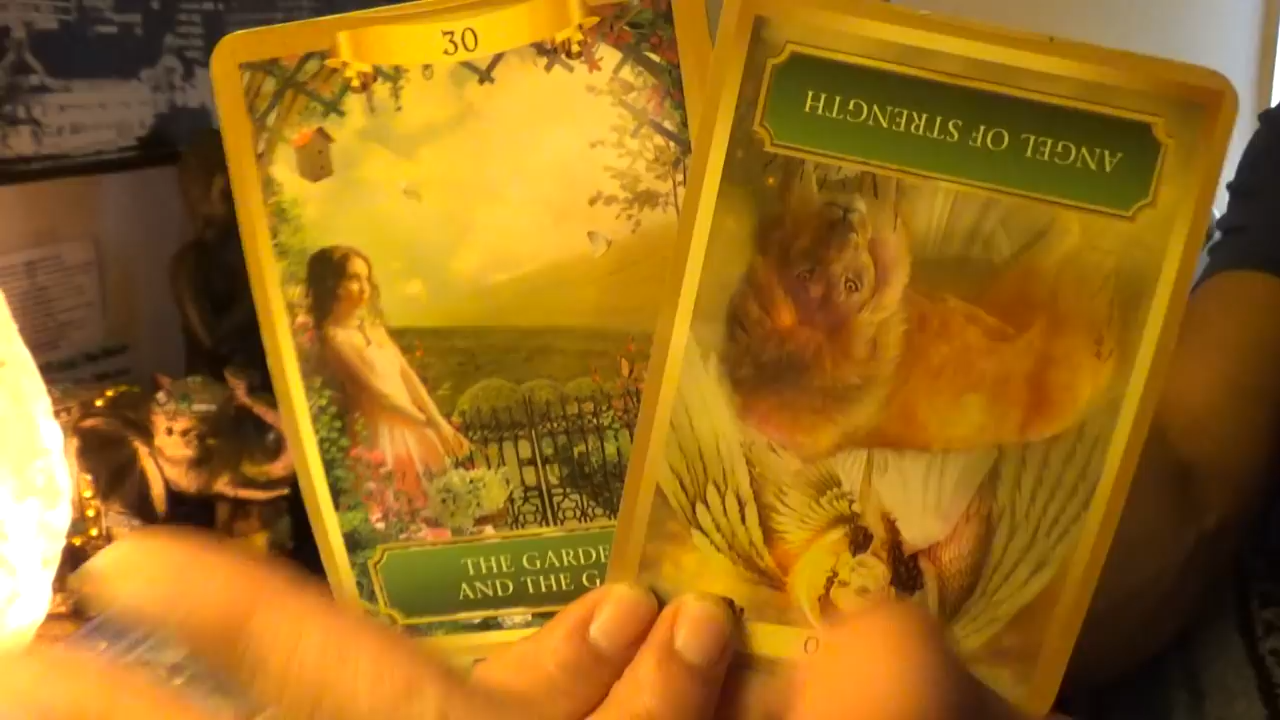 30
THE GARDE
AND THE G
ANGEL OF STRENGTH